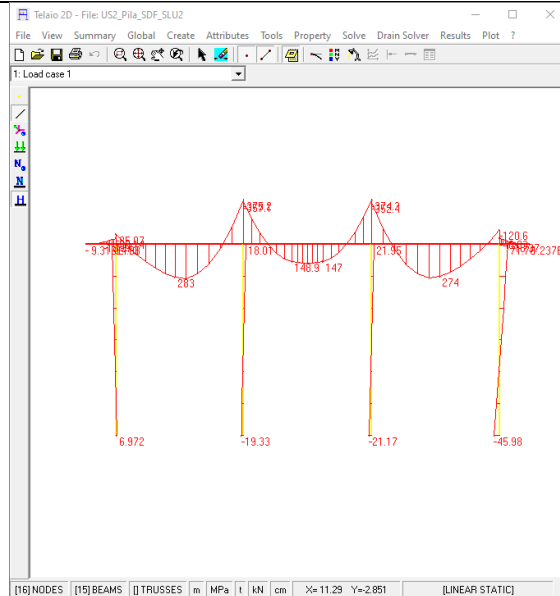 Telaio 2D - File: US2_Pila_SDF_SLU2
File View Summary Global Create Attributes Tools Property Solve Drain Solver Results Plot ?
1: Load case 1
283
18.01
148.9 147
21.95
274
-120.6
6.972
-19.33
-21.17
-45.98
[16] NODES [15] BEAMS [] TRUSSES m MPa t kN cm X= 11.29 Y=-2.851 [LINEAR STATIC]